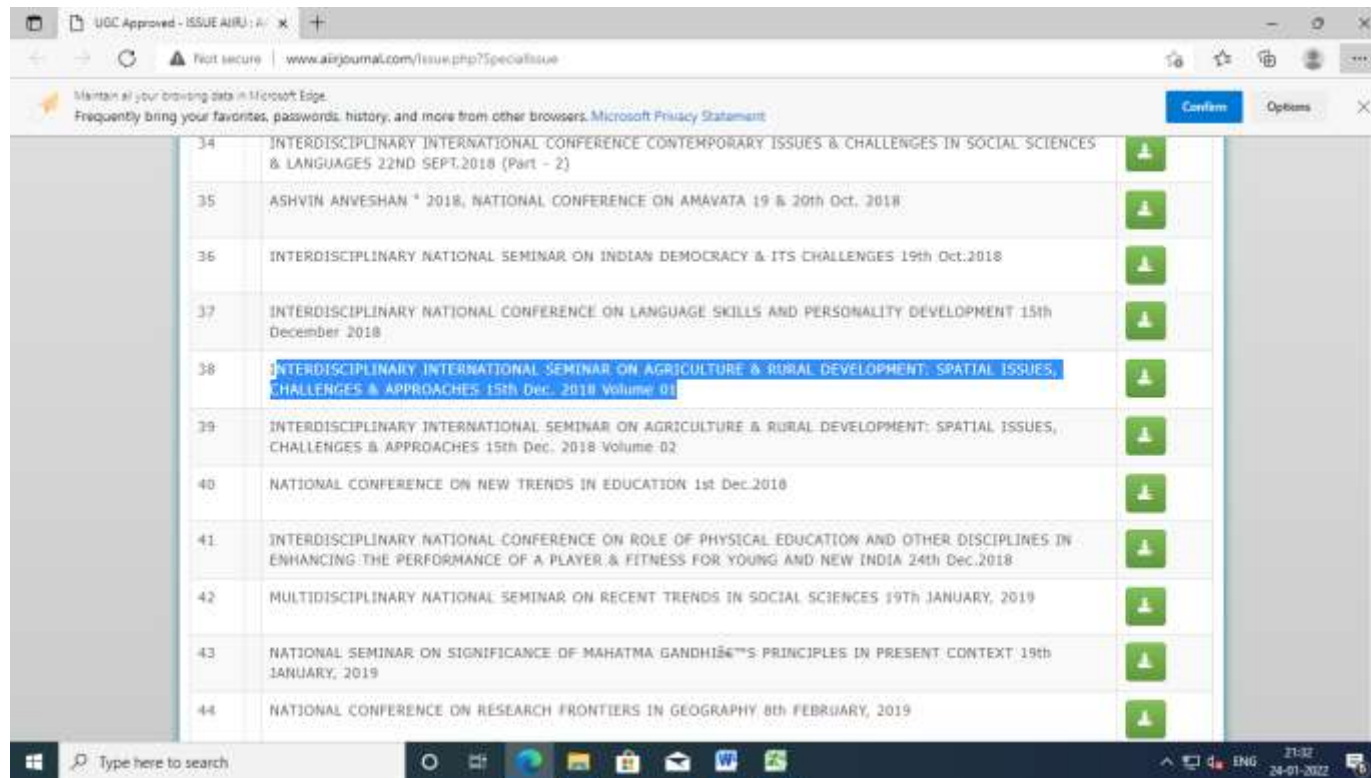 UGC Approved - ISSUE AIIRJ : A
Not secure | www.aiirjournal.com/Issue.php?SpecialIssue
Maintain all your browsing data in Microsoft Edge.
Frequently bring your favorites, passwords, history, and more from other browsers. Microsoft Privacy Statement
Confirm
Options
34 INTERDISCIPLINARY INTERNATIONAL CONFERENCE CONTEMPORARY ISSUES & CHALLENGES IN SOCIAL SCIENCES
& LANGUAGES 22ND SEPT.2018 (Part - 2)
35 ASHVIN ANVESHAN " 2018, NATIONAL CONFERENCE ON AMAVATA 19 & 20th Oct. 2018
36 INTERDISCIPLINARY NATIONAL SEMINAR ON INDIAN DEMOCRACY & ITS CHALLENGES 19th Oct.2018
37 INTERDISCIPLINARY NATIONAL CONFERENCE ON LANGUAGE SKILLS AND PERSONALITY DEVELOPMENT 15th
December 2018
38 INTERDISCIPLINARY INTERNATIONAL SEMINAR ON AGRICULTURE & RURAL DEVELOPMENT: SPATIAL ISSUES,
CHALLENGES & APPROACHES 15th Dec. 2018 Volume 01
39 INTERDISCIPLINARY INTERNATIONAL SEMINAR ON AGRICULTURE & RURAL DEVELOPMENT: SPATIAL ISSUES,
CHALLENGES & APPROACHES 15th Dec. 2018 Volume 02
40 NATIONAL CONFERENCE ON NEW TRENDS IN EDUCATION 1st Dec.2018
41 INTERDISCIPLINARY NATIONAL CONFERENCE ON ROLE OF PHYSICAL EDUCATION AND OTHER DISCIPLINES IN
ENHANCING THE PERFORMANCE OF A PLAYER & FITNESS FOR YOUNG AND NEW INDIA 24th Dec.2018
42 MULTIDISCIPLINARY NATIONAL SEMINAR ON RECENT TRENDS IN SOCIAL SCIENCES 19Th JANUARY, 2019
43 NATIONAL SEMINAR ON SIGNIFICANCE OF MAHATMA GANDHIâ€™S PRINCIPLES IN PRESENT CONTEXT 19th
JANUARY, 2019
44 NATIONAL CONFERENCE ON RESEARCH FRONTIERS IN GEOGRAPHY 8th FEBRUARY, 2019
Type here to search
ENG
21:32
24-01-2022